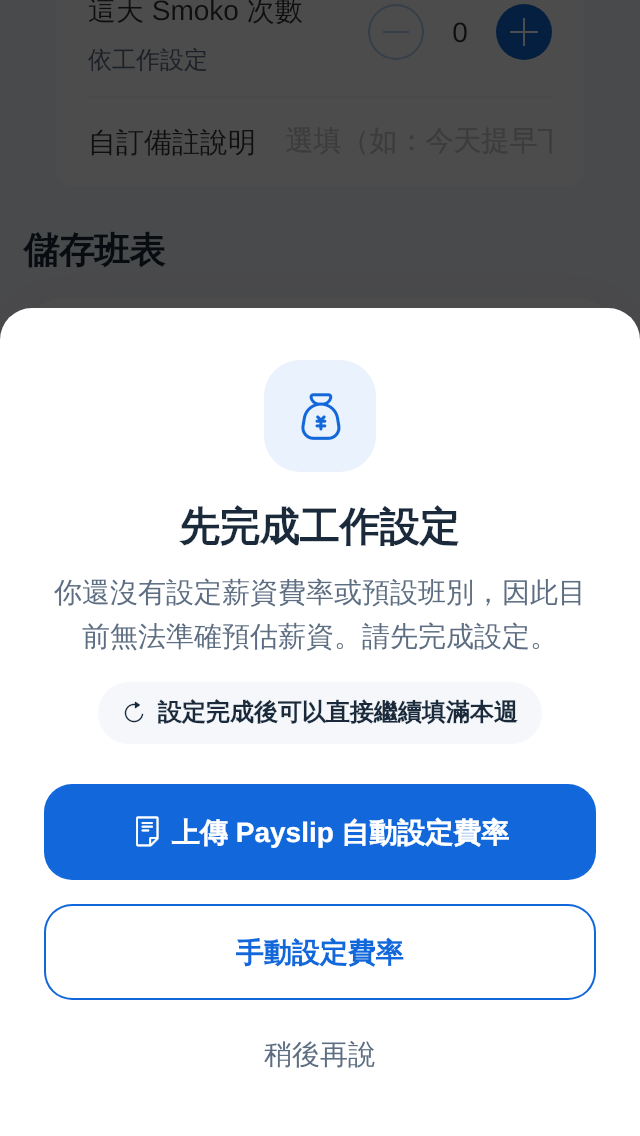 這天 Smoko 次數
0
依工作設定
自訂備註說明
選填（如：今天提早
儲存班表
¥
先完成工作設定
你還沒有設定薪資費率或預設班別，因此目
前無法準確預估薪資。請先完成設定。
設定完成後可以直接繼續填滿本週
上傳 Payslip 自動設定費率
手動設定費率
稍後再說